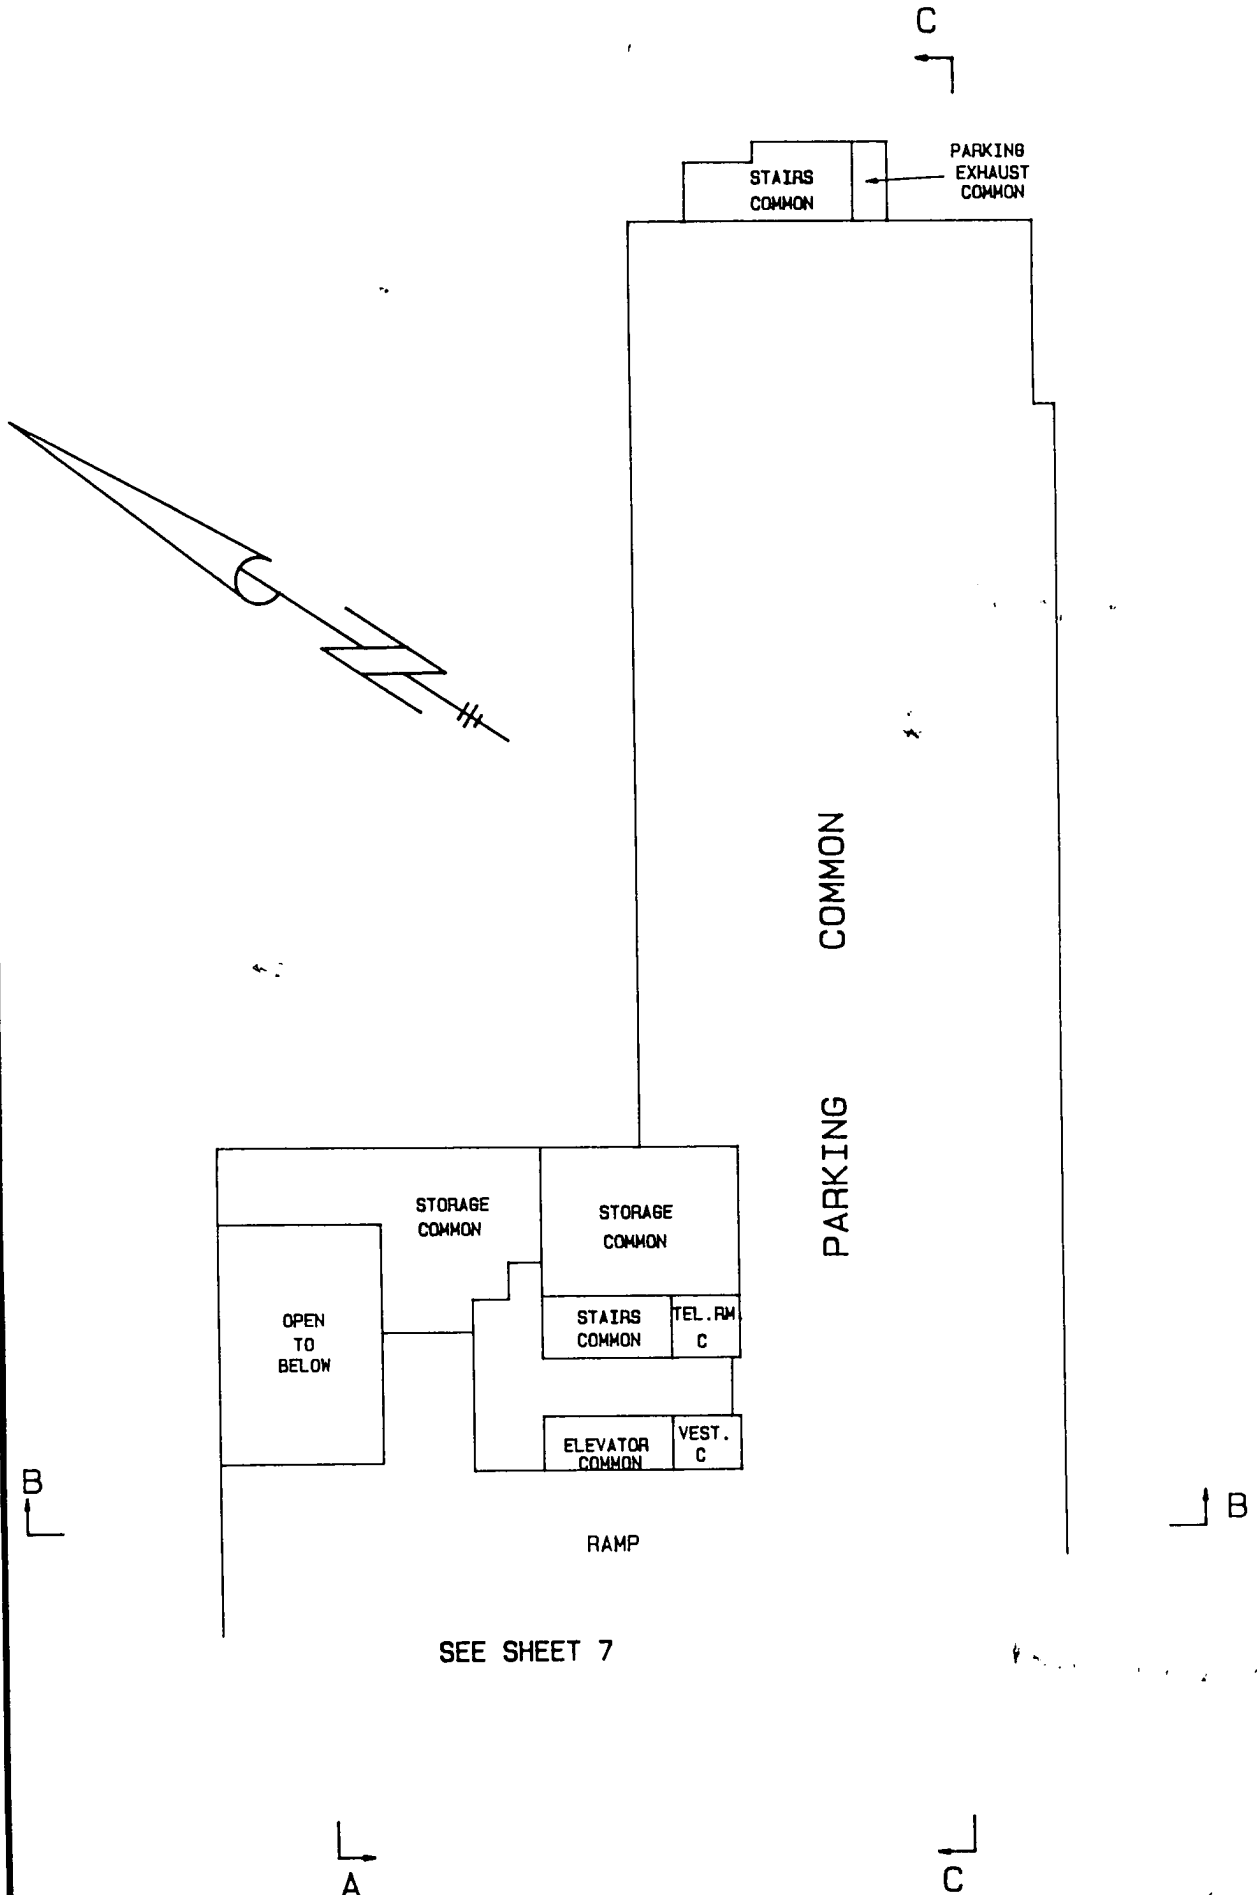 C
PARKING
EXHAUST
COMMON
STAIRS
COMMON
PARKING COMMON
STORAGE
COMMON
STORAGE
COMMON
OPEN
TO
BELOW
STAIRS
COMMON
TEL.RM
C
ELEVATOR
COMMON
VEST.
C
B
B
RAMP
SEE SHEET 7
A
C